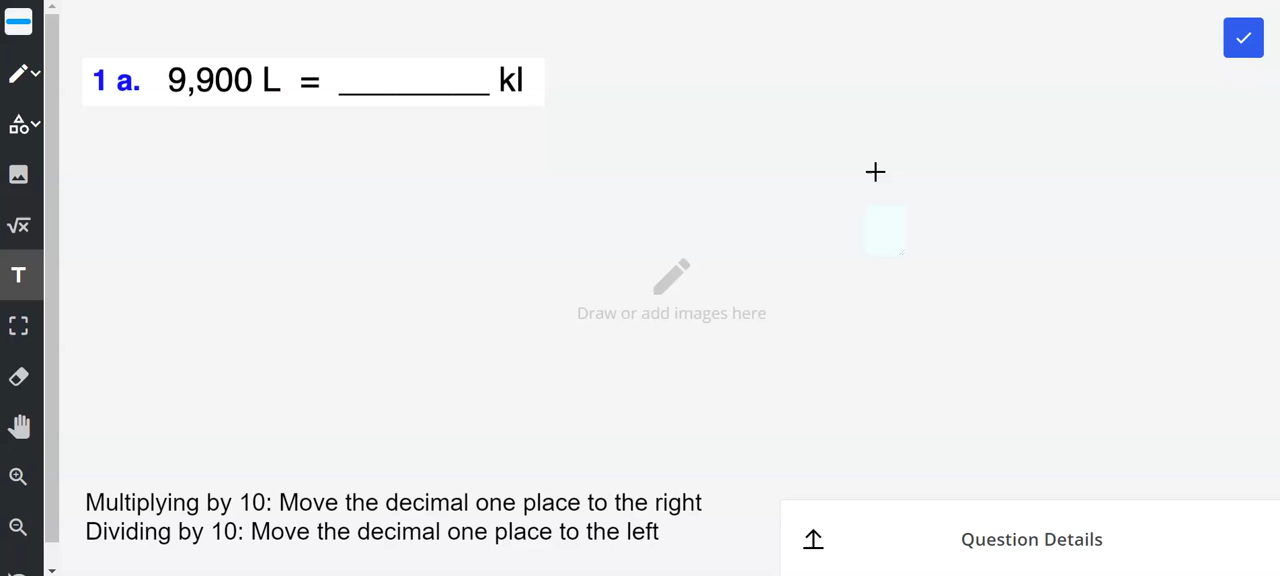 1 a. 9,900 L = __________ kl
Draw or add images here
Multiplying by 10: Move the decimal one place to the right
Dividing by 10: Move the decimal one place to the left
Question Details
√x
T